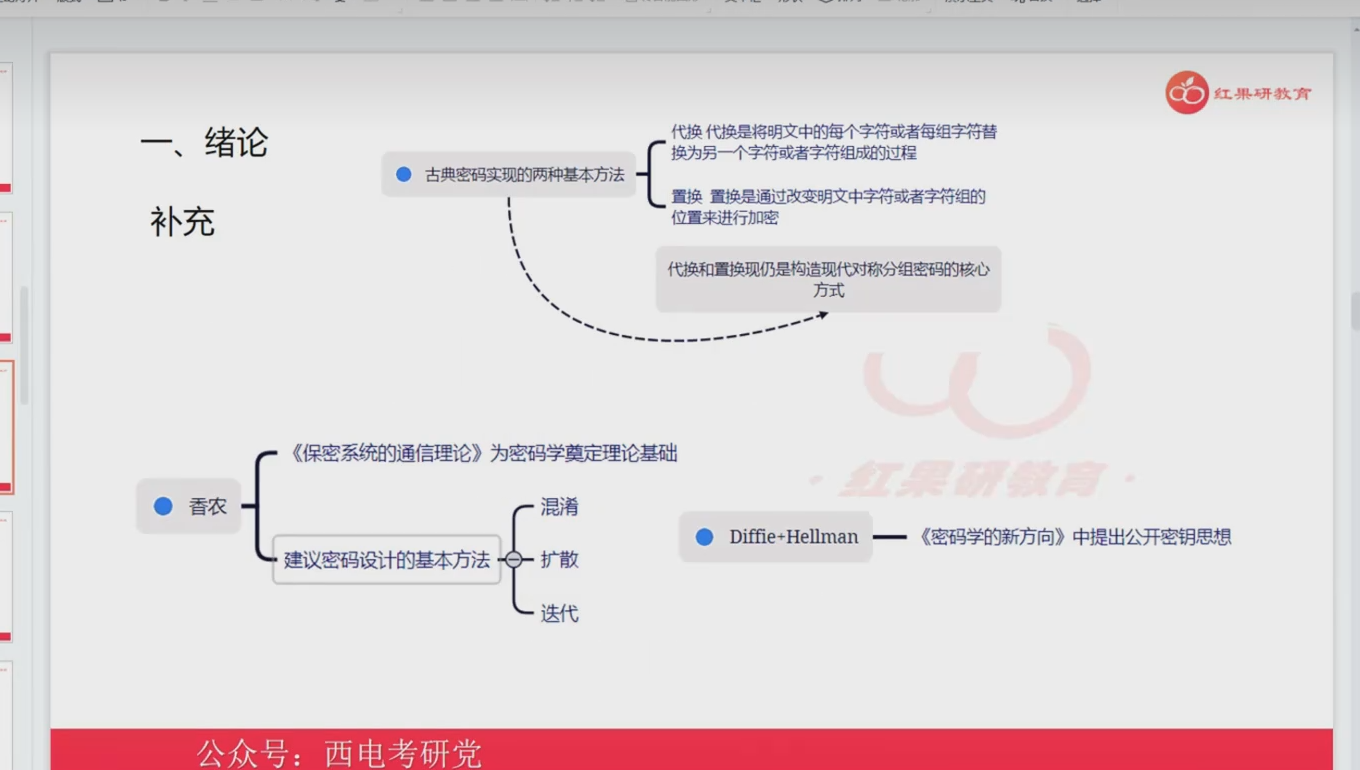 红果研教育
一、绪论
补充
古典密码实现的两种基本方法
代换 代换是将明文中的每个字符或者每组字符替
换为另一个字符或者字符组成的过程
置换 置换是通过改变明文中字符或者字符组的
位置来进行加密
代换和置换现仍是构造现代对称分组密码的核心
方式
香农
《保密系统的通信理论》为密码学奠定理论基础
建议密码设计的基本方法
混淆
扩散
迭代
Diffie+Hellman
《密码学的新方向》中提出公开密钥思想
·红果研教育·
公众号：西电考研党